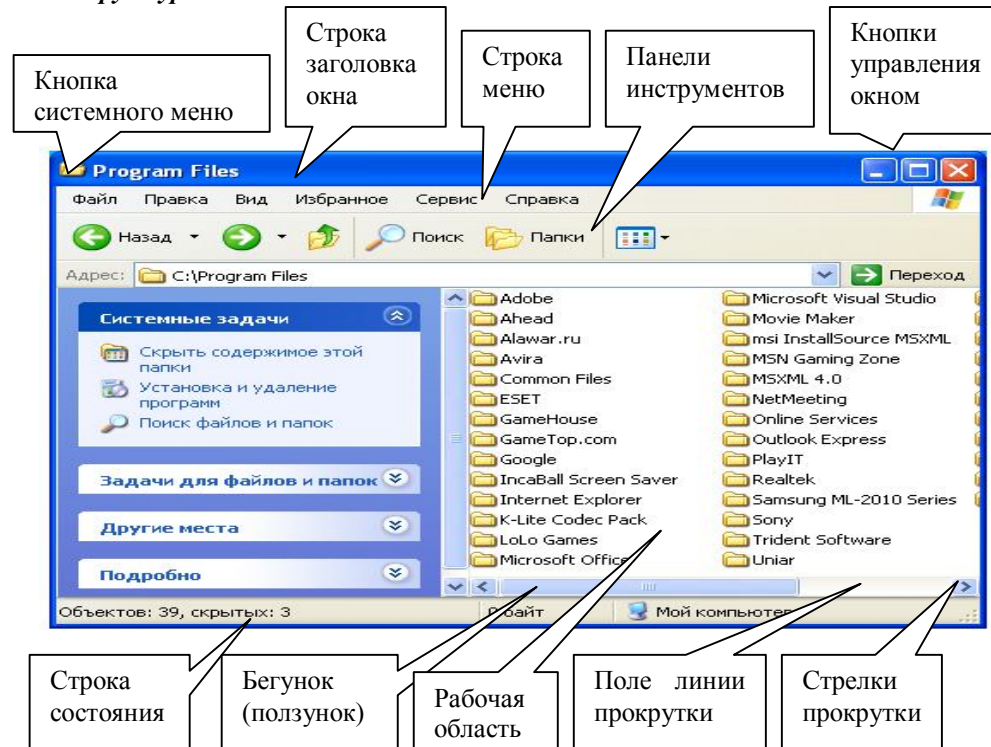 Строка
заголовка
окна
Кнопки
управления
окном
Кнопка
системного меню
Строка
меню
Панели
инструментов
Program Files
Файл Правка Вид Избранное Сервис Справка
Назад Поиск Папки
Адрес: C:\Program Files Переход
Системные задачи
Скрыть содержимое этой
папки
Установка и удаление
программ
Поиск файлов и папок
Задачи для файлов и папок
Другие места
Подробно
Adobe
Ahead
Alawar.ru
Avira
Common Files
ESET
GameHouse
GameTop.com
Google
IncaBall Screen Saver
Internet Explorer
K-Lite Codec Pack
LoLo Games
Microsoft Office
Microsoft Visual Studio
Movie Maker
msi InstallSource MSXML
MSN Gaming Zone
MSXML 4.0
NetMeeting
Online Services
Outlook Express
PlayIT
Realtek
Samsung ML-2010 Series
Sony
Trident Software
Uniar
Объектов: 39, скрытых: 3 байт Мой компьютер
Строка
состояния
Бегунок
(ползунок)
Рабочая
область
Поле линии
прокрутки
Стрелки
прокрутки